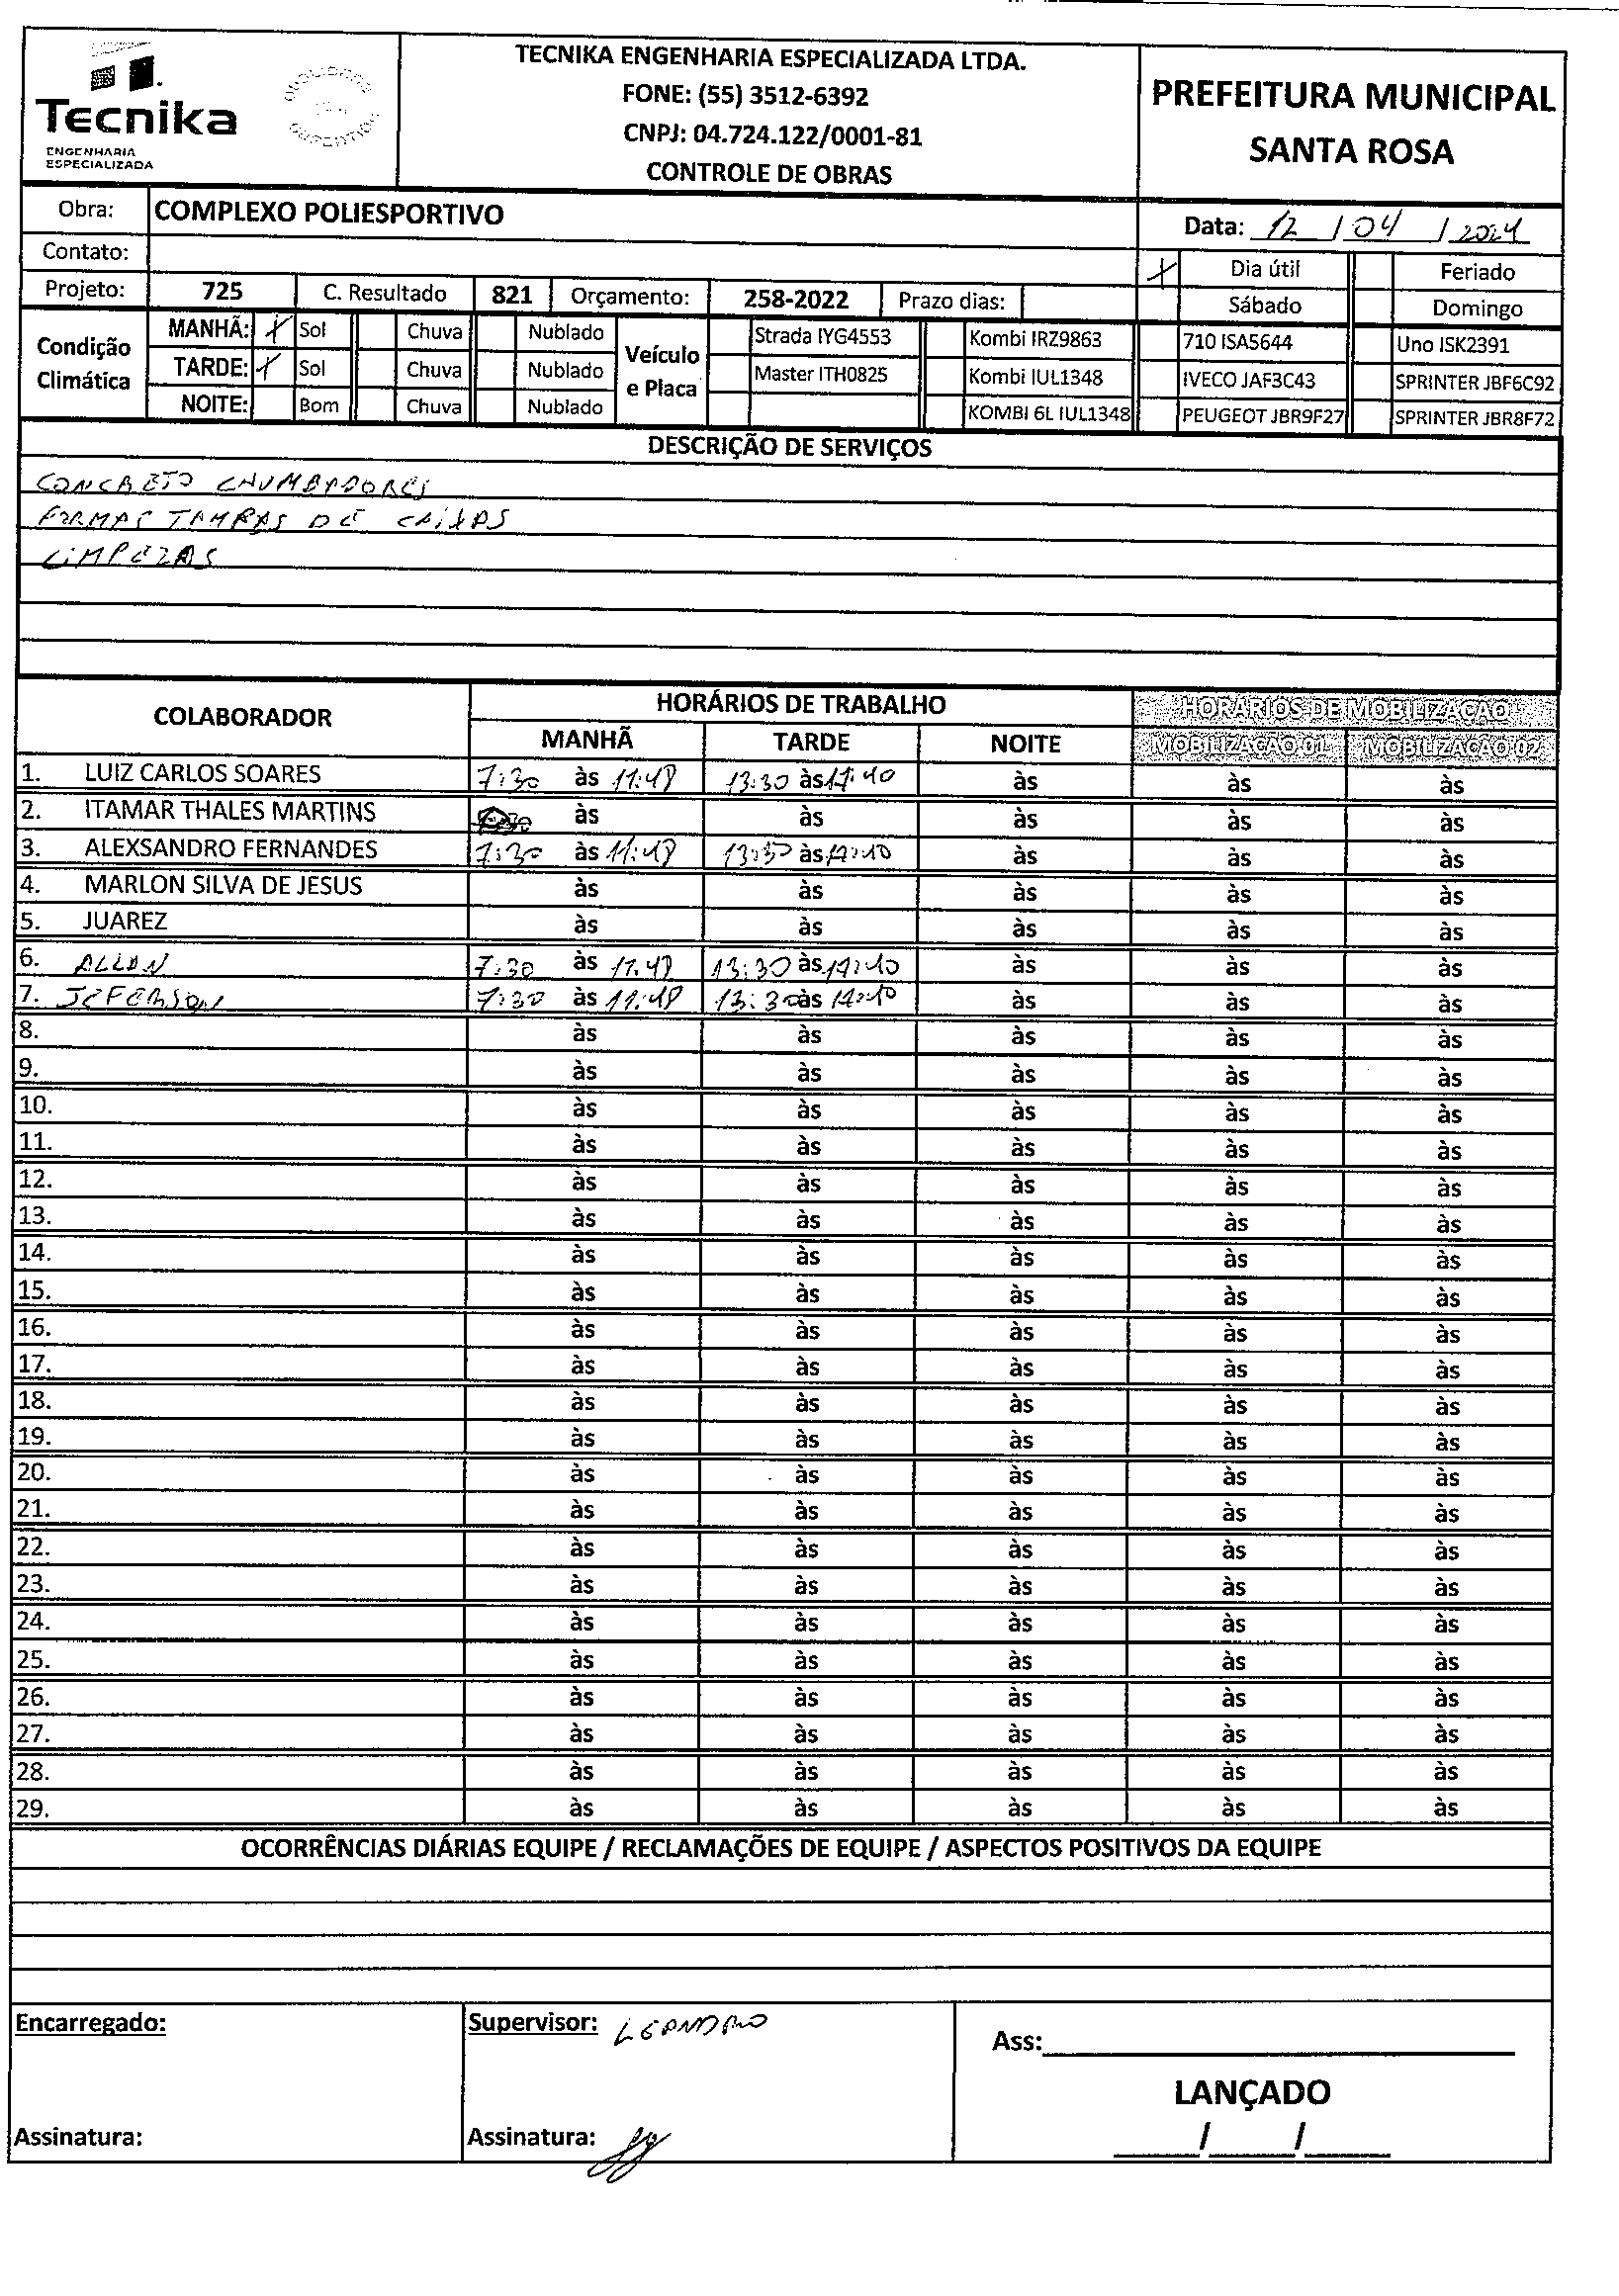 Tecnika
ENGENHARIA
ESPECIALIZADA
TECNIKA ENGENHARIA ESPECIALIZADA LTDA.
FONE: (55) 3512-6392
CNPJ: 04.724.122/0001-81
CONTROLE DE OBRAS
PREFEITURA MUNICIPAL
SANTA ROSA
Obra: COMPLEXO POLIESPORTIVO
Data: 12 / 04 / 2024
Contato:
X Dia útil Feriado
Projeto: 725 C. Resultado 821 Orçamento: 258-2022 Prazo dias:
Sábado Domingo
Condição Climática
MANHÃ: X Sol Chuva Nublado
TARDE: X Sol Chuva Nublado
NOITE: Bom Chuva Nublado
Veículo e Placa
Strada IYG4553 Kombi IRZ9863 710 ISA5644 Uno ISK2391
Master ITH0825 Kombi IUL1348 IVECO JAF3C43 SPRINTER JBF6C92
KOMBI 6L IUL1348 PEUGEOT JBR9F27 SPRINTER JBR8F72
DESCRIÇÃO DE SERVIÇOS
CONCRETO CHUMBADORES
FORMAS TAMPAS DE CAIXAS
LIMPEZAS
COLABORADOR HORÁRIOS DE TRABALHO HORÁRIOS DE MOBILIZAÇÃO
MANHÃ TARDE NOITE MOBILIZAÇÃO 01 MOBILIZAÇÃO 02
1. LUIZ CARLOS SOARES 7:30 às 11:48 13:30 às 17:40 às às às
2. ITAMAR THALES MARTINS às às às às às
3. ALEXSANDRO FERNANDES 7:30 às 11:48 13:30 às 17:40 às às às
4. MARLON SILVA DE JESUS às às às às às
5. JUAREZ às às às às às
6. ALLAN 7:30 às 11:48 13:30 às 17:40 às às às
7. JEFERSON 7:30 às 11:48 13:30 às 17:40 às às às
8. às às às às às
9. às às às às às
10. às às às às às
11. às às às às às
12. às às às às às
13. às às às às às
14. às às às às às
15. às às às às às
16. às às às às às
17. às às às às às
18. às às às às às
19. às às às às às
20. às às às às às
21. às às às às às
22. às às às às às
23. às às às às às
24. às às às às às
25. às às às às às
26. às às às às às
27. às às às às às
28. às às às às às
29. às às às às às
OCORRÊNCIAS DIÁRIAS EQUIPE / RECLAMAÇÕES DE EQUIPE / ASPECTOS POSITIVOS DA EQUIPE
Encarregado: Supervisor: LEANDRO
Ass:
LANÇADO
Assinatura: Assinatura:
/ /